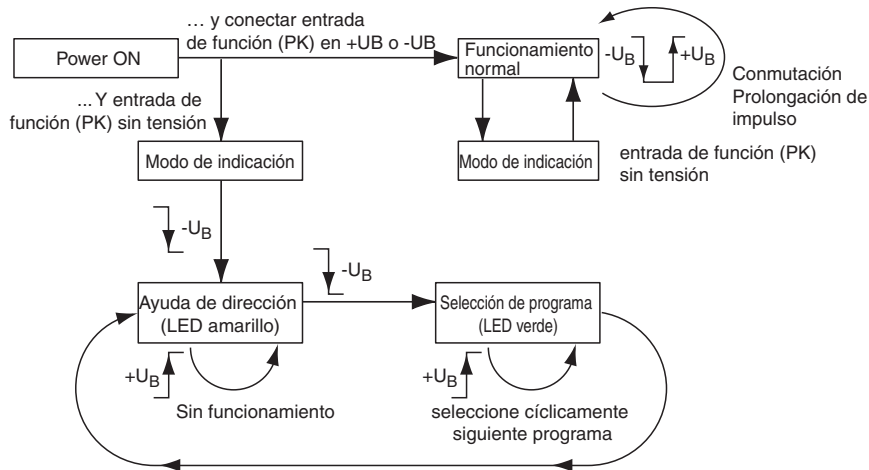 ... y conectar entrada
de función (PK) en +UB o -UB
Power ON
Funcionamiento
normal
-UB
+UB
Conmutación
Prolongación de
impulso
...Y entrada de
función (PK) sin tensión
Modo de indicación
Modo de indicación
entrada de función (PK)
sin tensión
-UB
-UB
Ayuda de dirección
(LED amarillo)
Selección de programa
(LED verde)
+UB
Sin funcionamiento
+UB
seleccione cíclicamente
siguiente programa